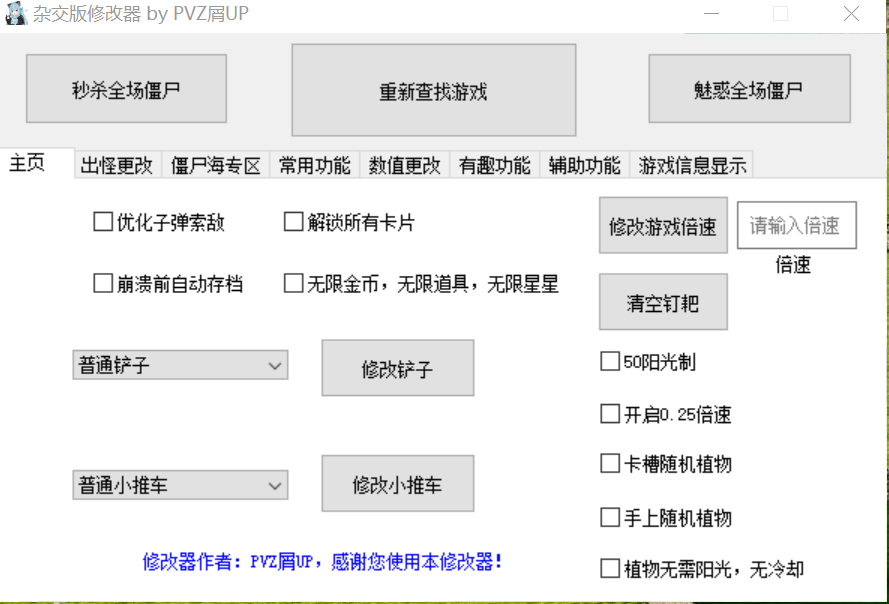 杂交版修改器 by PVZ屑UP
秒杀全场僵尸
重新查找游戏
魅惑全场僵尸
主页 出怪更改 僵尸海专区 常用功能 数值更改 有趣功能 辅助功能 游戏信息显示
优化子弹索敌
解锁所有卡片
修改游戏倍速
请输入倍速
倍速
崩溃前自动存档
无限金币，无限道具，无限星星
清空钉耙
普通铲子
修改铲子
50阳光制
开启0.25倍速
卡槽随机植物
普通小推车
修改小推车
手上随机植物
修改器作者：PVZ屑UP，感谢您使用本修改器！
植物无需阳光，无冷却